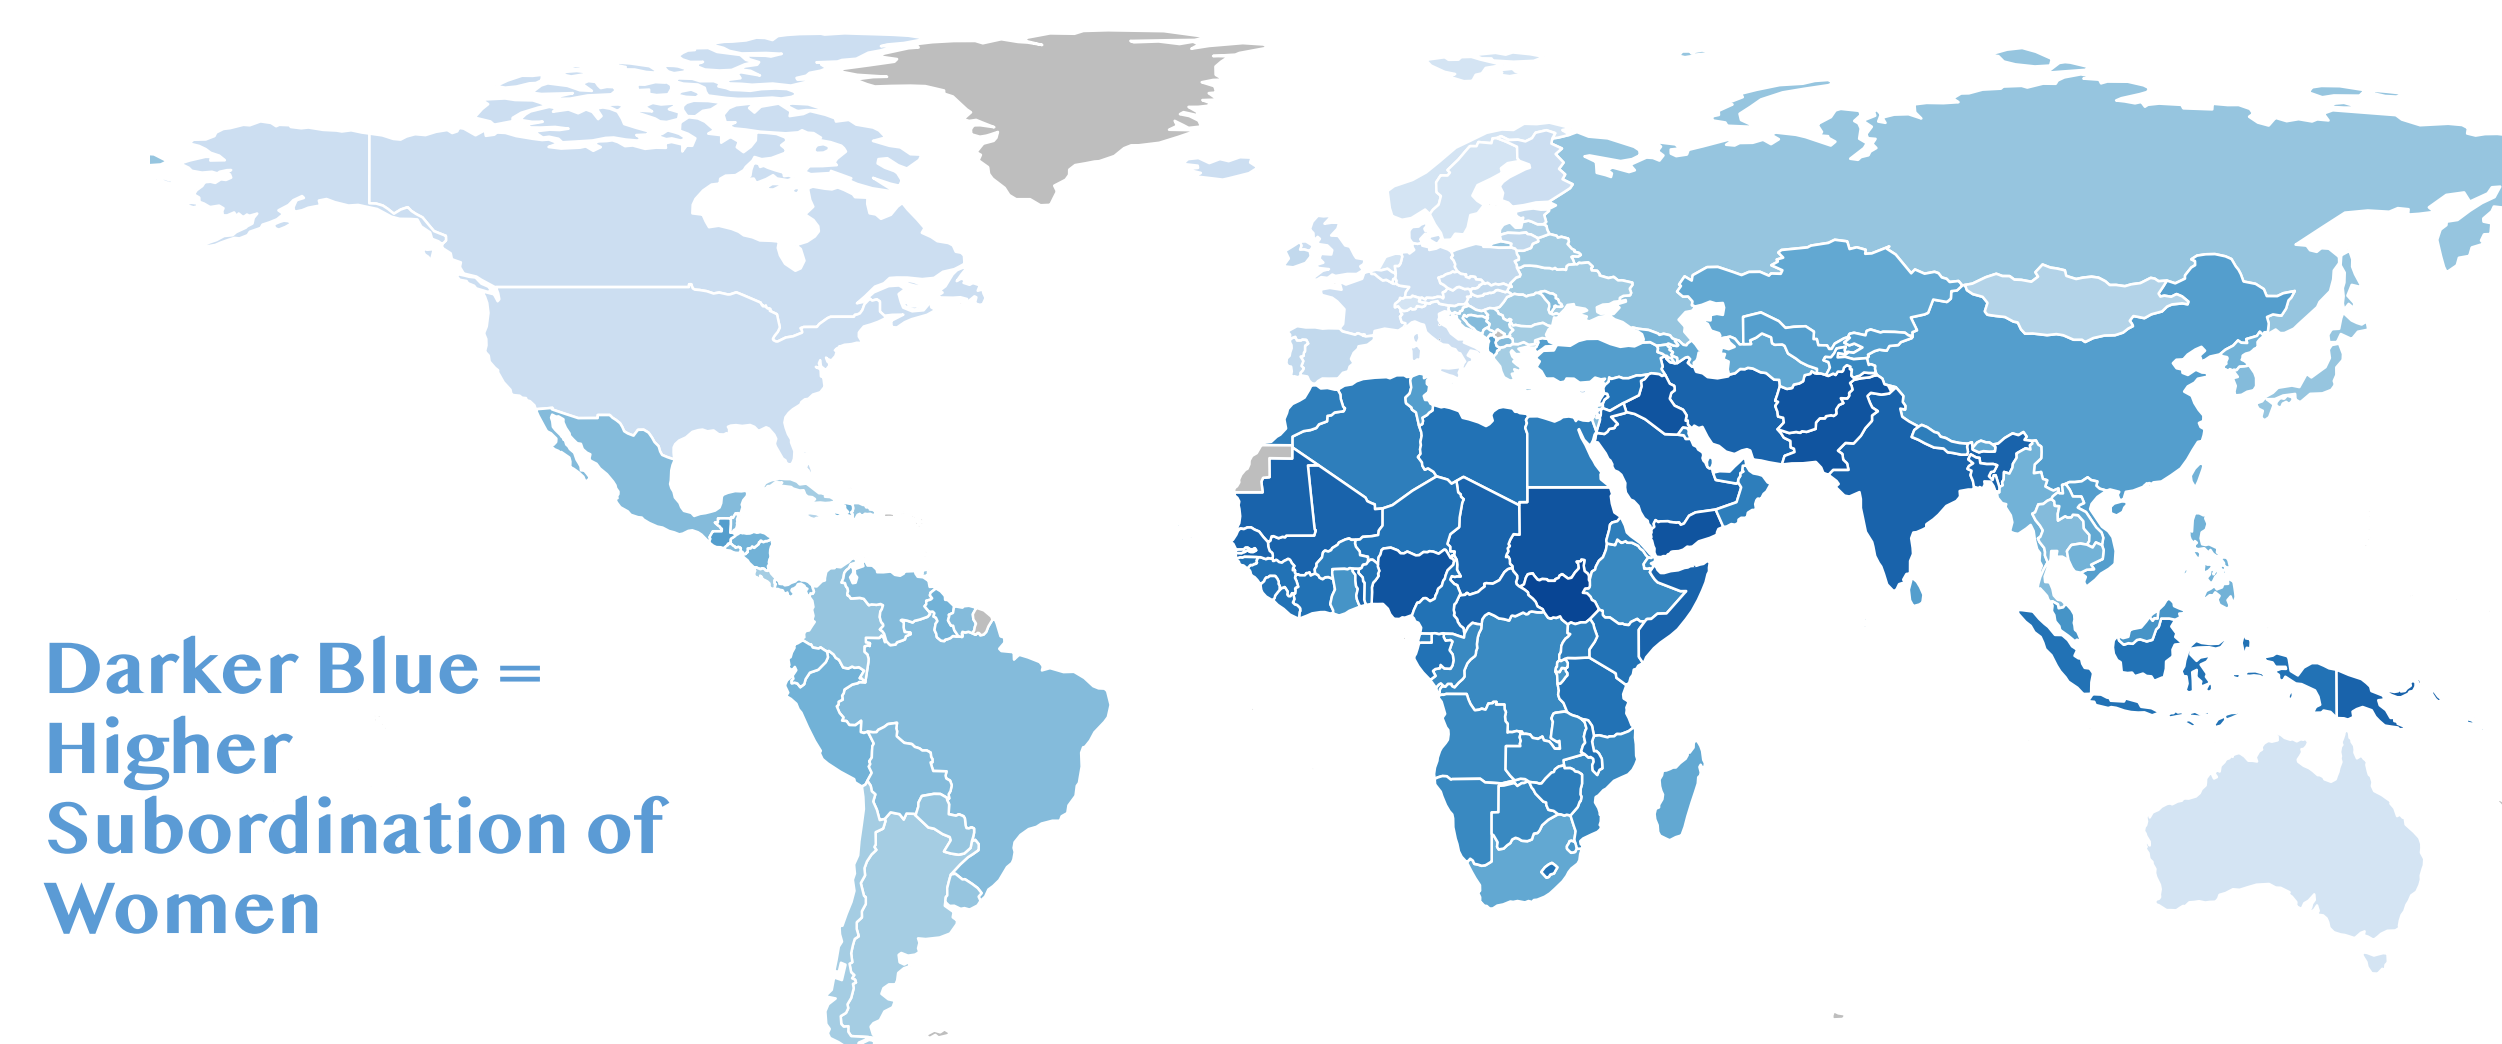 Darker Blue =
Higher
Subordination of
Women